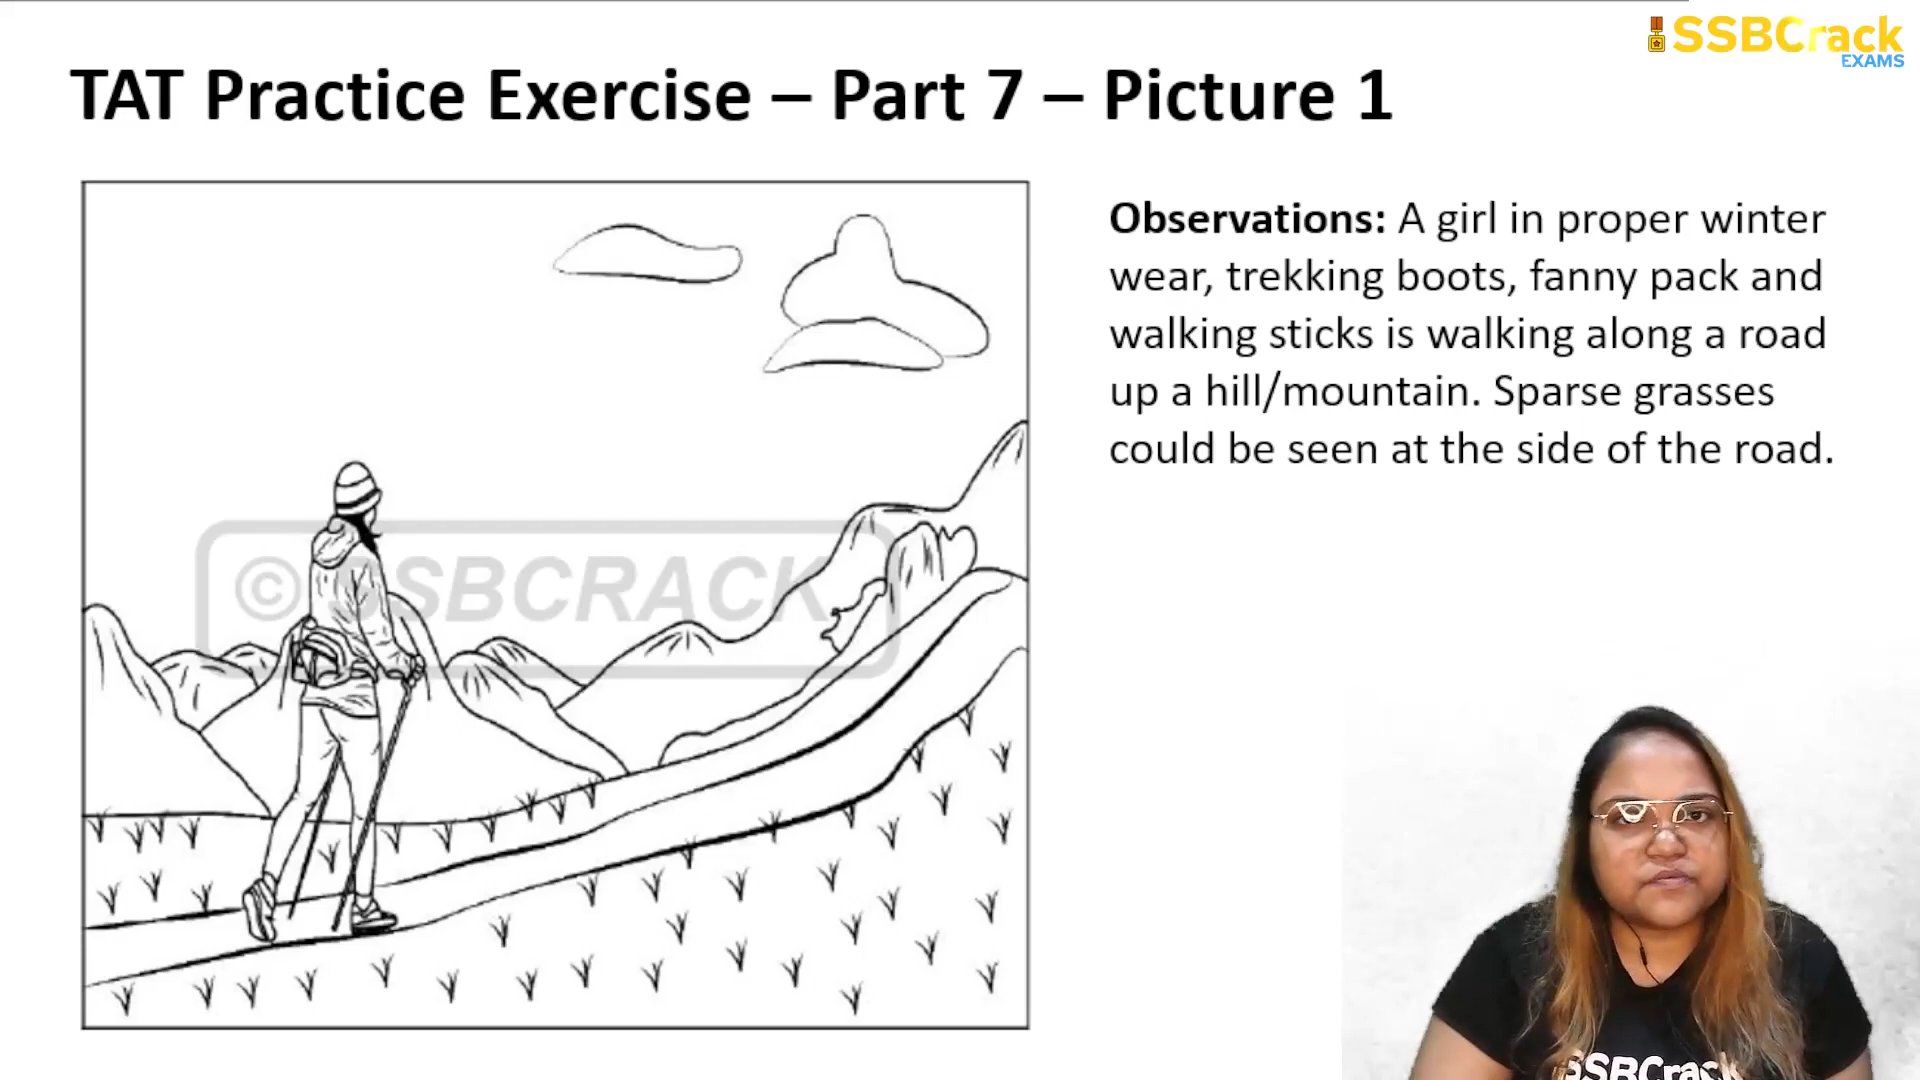 SSBCrack
EXAMS
TAT Practice Exercise – Part 7 – Picture 1
Observations: A girl in proper winter
wear, trekking boots, fanny pack and
walking sticks is walking along a road
up a hill/mountain. Sparse grasses
could be seen at the side of the road.
© SSBCRACK
SSBCrack